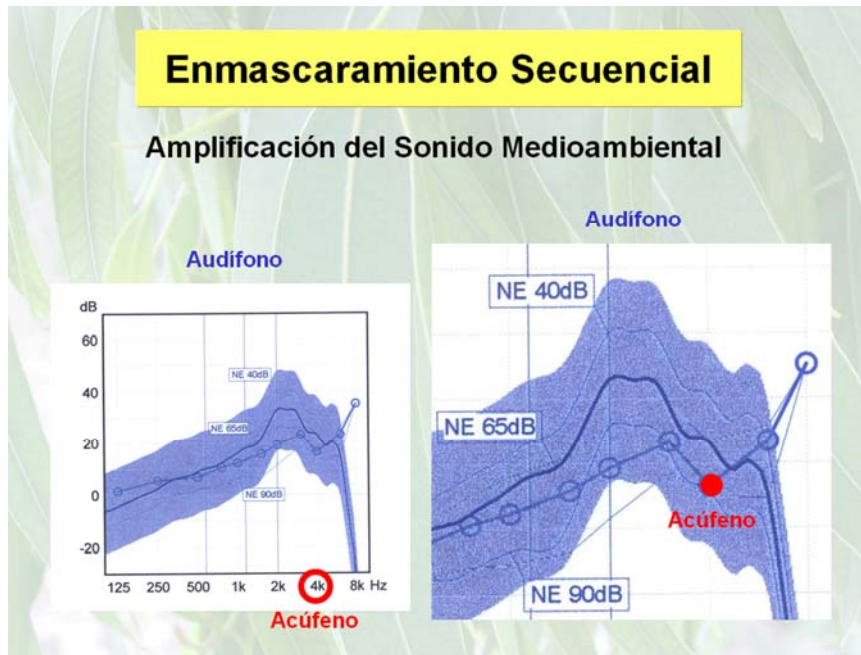 Enmascaramiento Secuencial
Amplificación del Sonido Medioambiental
Audífono
dB
60
40
20
0
-20
NE 40dB
NE 65dB
NE 90dB
125 250 500 1k 2k 4k 8k Hz
Acúfeno
Audífono
NE 40dB
NE 65dB
Acúfeno
NE 90dB